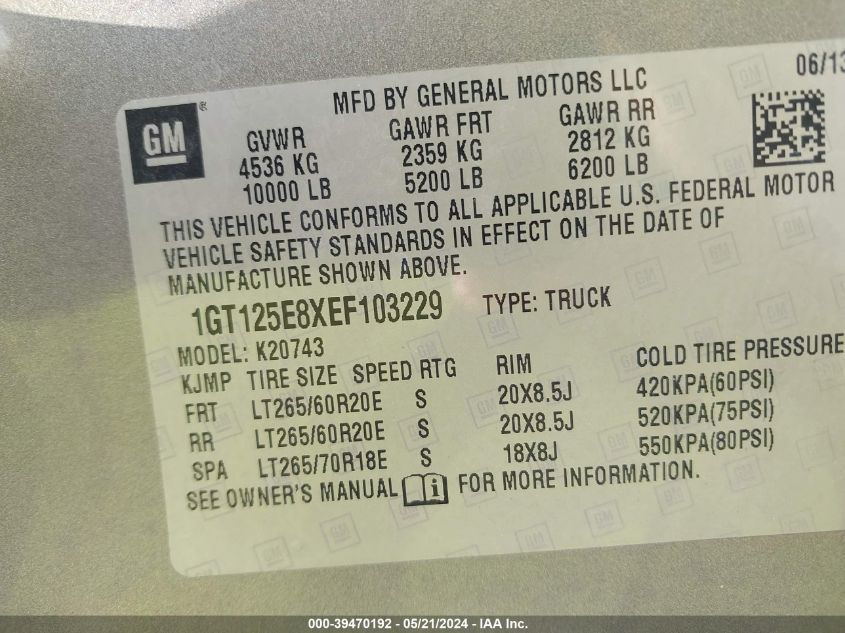 MFD BY GENERAL MOTORS LLC 06/13
GM®
GVWR GAWR FRT GAWR RR
4536 KG 2359 KG 2812 KG
10000 LB 5200 LB 6200 LB
THIS VEHICLE CONFORMS TO ALL APPLICABLE U.S. FEDERAL MOTOR
VEHICLE SAFETY STANDARDS IN EFFECT ON THE DATE OF
MANUFACTURE SHOWN ABOVE.
1GT125E8XEF103229 TYPE: TRUCK
MODEL: K20743
KJMP TIRE SIZE SPEED RTG RIM COLD TIRE PRESSURE
FRT LT265/60R20E S 20X8.5J 420KPA(60PSI)
RR LT265/60R20E S 20X8.5J 520KPA(75PSI)
SPA LT265/70R18E S 18X8J 550KPA(80PSI)
SEE OWNER'S MANUAL i FOR MORE INFORMATION.
000-39470192 - 05/21/2024 - IAA Inc.